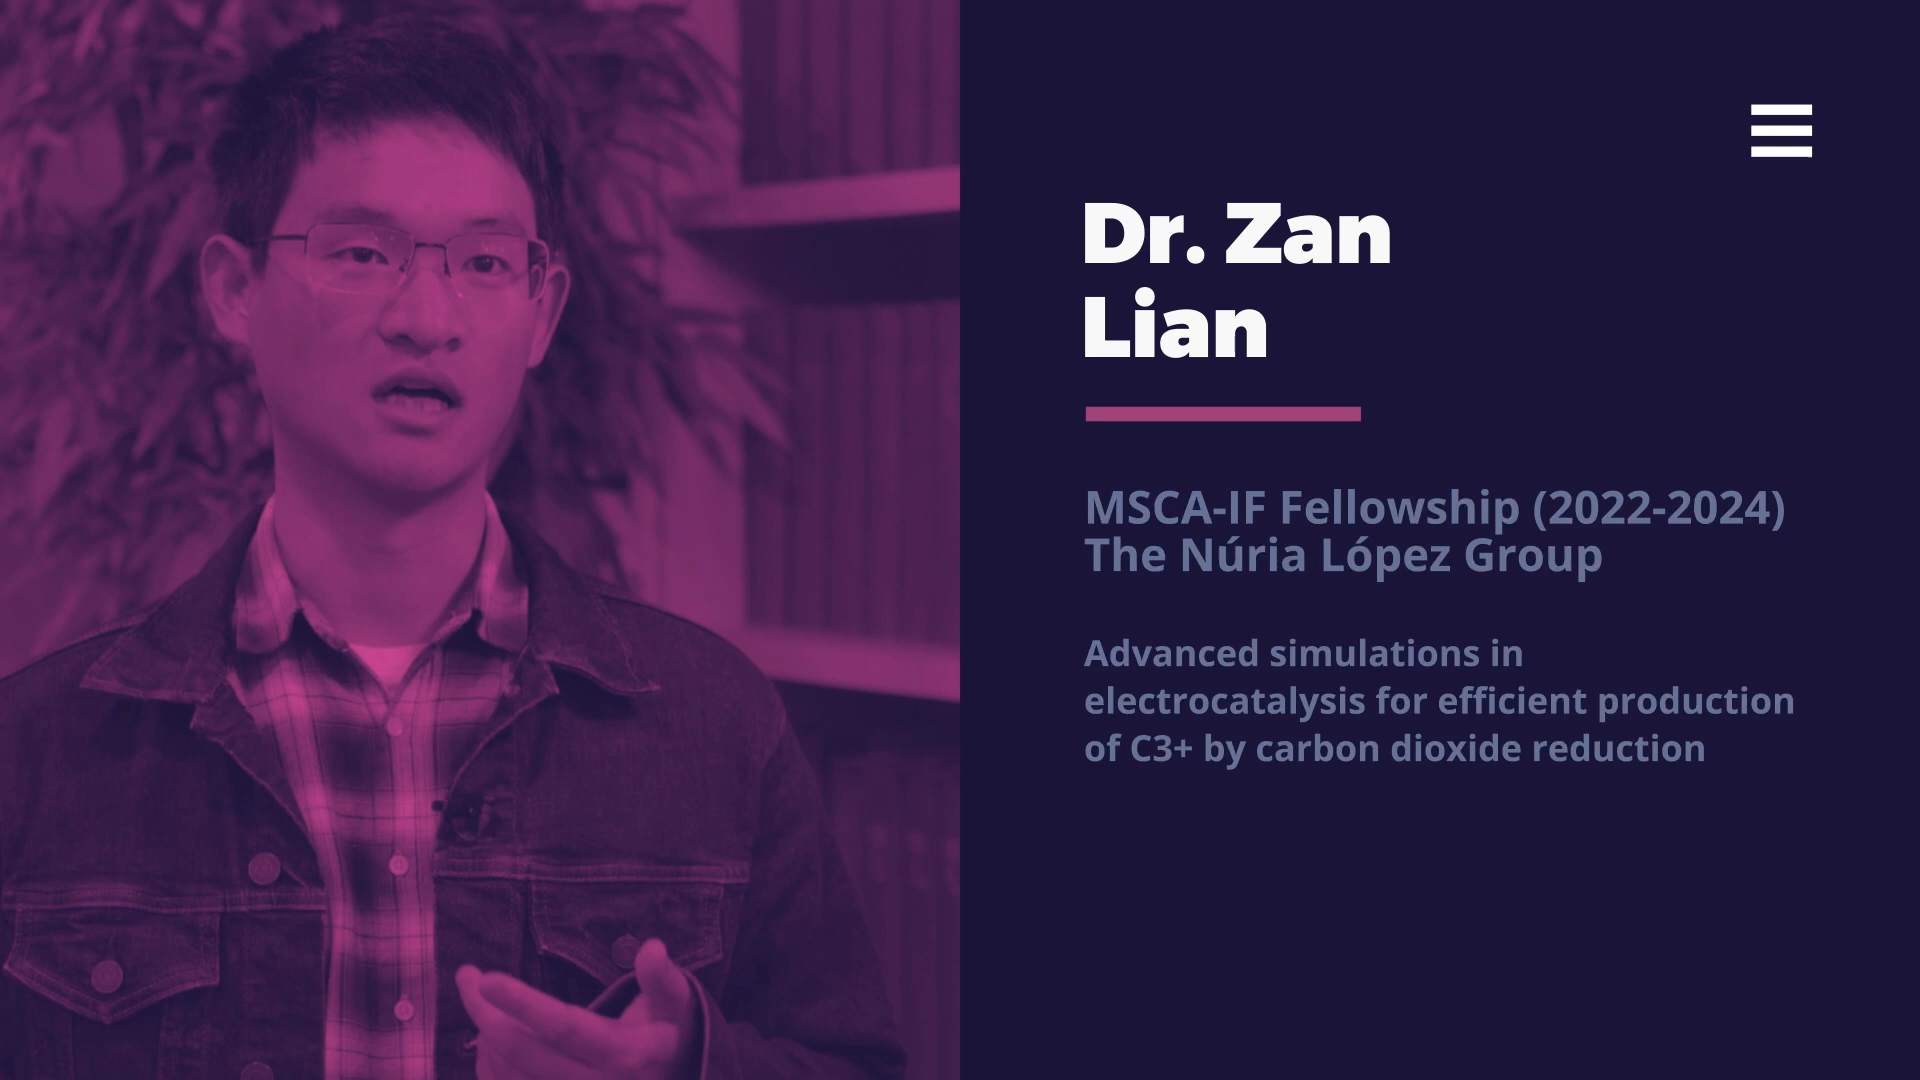 Dr. Zan
Lian
MSCA-IF Fellowship (2022-2024)
The Núria López Group
Advanced simulations in
electrocatalysis for efficient production
of C3+ by carbon dioxide reduction